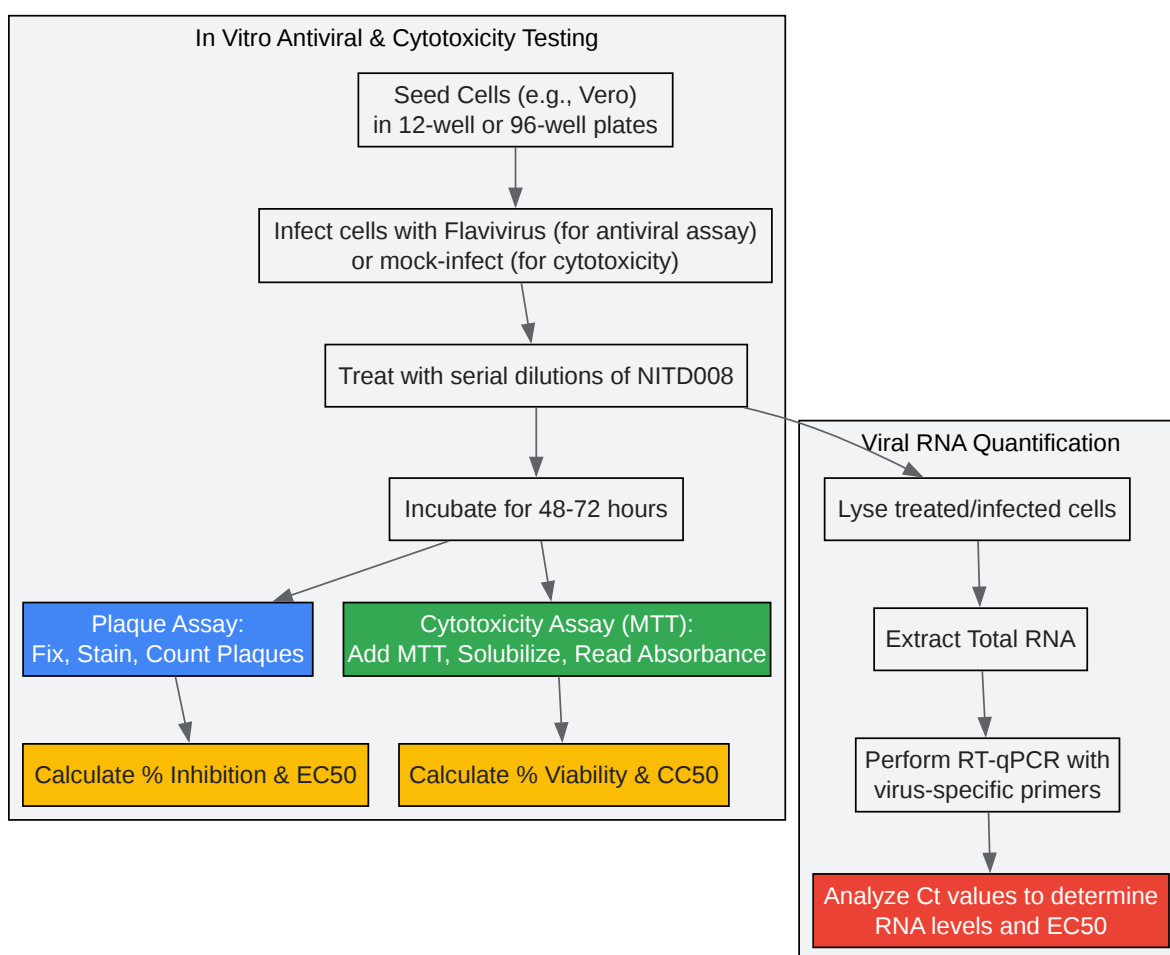 In Vitro Antiviral & Cytotoxicity Testing
Seed Cells (e.g., Vero)
in 12-well or 96-well plates
Infect cells with Flavivirus (for antiviral assay)
or mock-infect (for cytotoxicity)
Treat with serial dilutions of NITD008
Incubate for 48-72 hours
Plaque Assay:
Fix, Stain, Count Plaques
Cytotoxicity Assay (MTT):
Add MTT, Solubilize, Read Absorbance
Calculate % Inhibition & EC50
Calculate % Viability & CC50
Viral RNA Quantification
Lyse treated/infected cells
Extract Total RNA
Perform RT-qPCR with
virus-specific primers
Analyze Ct values to determine
RNA levels and EC50